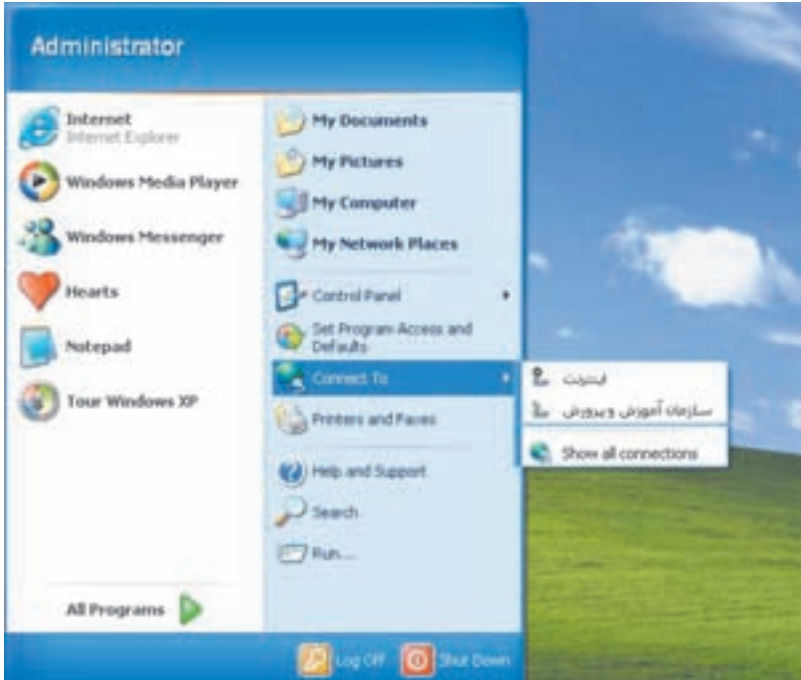 Administrator
Internet
Internet Explorer
Windows Media Player
Windows Messenger
Hearts
Notepad
Tour Windows XP
All Programs
My Documents
My Pictures
My Computer
My Network Places
Control Panel
Set Program Access and
Defaults
Connect To
Printers and Faxes
Help and Support
Search
Run...
اینترنت
سازمان آموزش و پرورش
Show all connections
Log Off
Shut Down